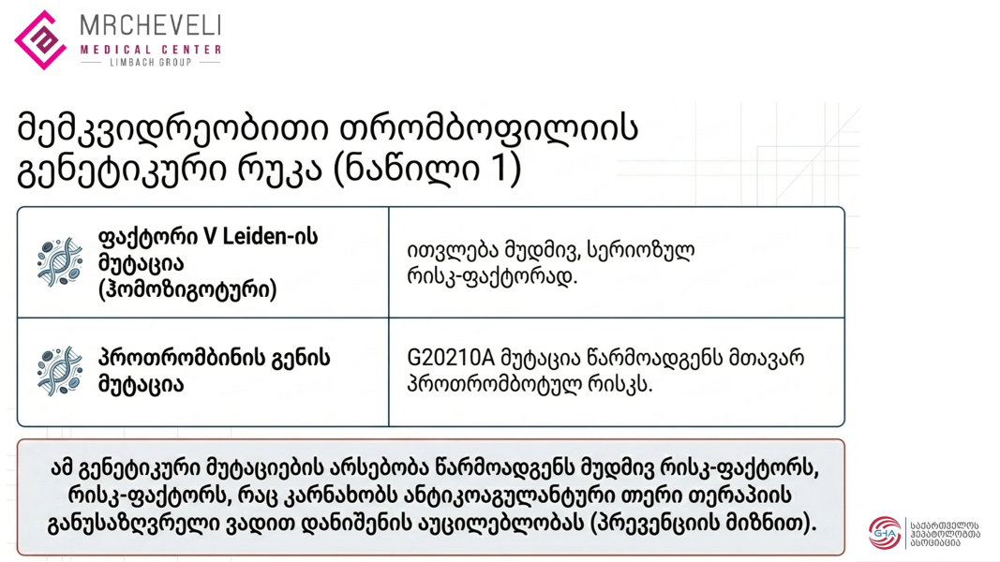 MRCHEVELI
MEDICAL CENTER
LIMBACH GROUP
მემკვიდრეობითი თრომბოფილიის
გენეტიკური რუკა (ნაწილი 1)
ფაქტორი V Leiden-ის
მუტაცია
(ჰომოზიგოტური)
ითვლება მუდმივ, სერიოზულ
რისკ-ფაქტორად.
პროთრომბინის გენის
მუტაცია
G20210A მუტაცია წარმოადგენს მთავარ
პროთრომბოტულ რისკს.
ამ გენეტიკური მუტაციების არსებობა წარმოადგენს მუდმივ რისკ-ფაქტორს,
რისკ-ფაქტორს, რაც კარნახობს ანტიკოაგულანტური თერი თერაპიის
განუსაზღვრელი ვადით დანიშენის აუცილებლობას (პრევენციის მიზნით).
GHA
საქართველოს
ჰეპატოლოგთა
ასოციაცია